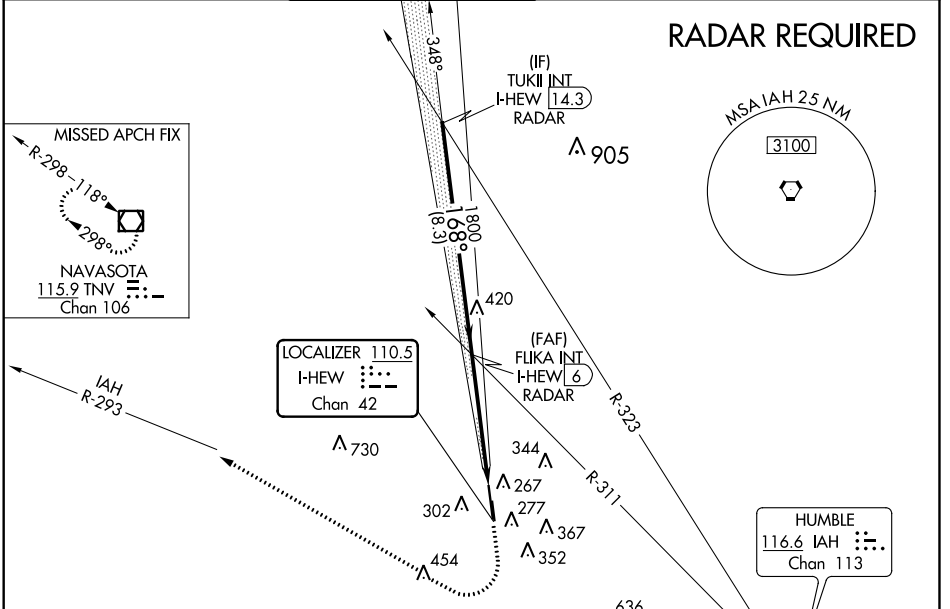 RADAR REQUIRED
348°
(IF)
TUKII INT
I-HEW 14.3
RADAR
905
MSA IAH 25 NM
3100
MISSED APCH FIX
R-298
118°
298°
NAVASOTA
115.9 TNV
Chan 106
1800
168°
(8.3)
420
(FAF)
FLIKA INT
I-HEW 6
RADAR
LOCALIZER 110.5
I-HEW
Chan 42
IAH
R-293
R-323
730
344
267
R-311
302
277
367
352
454
HUMBLE
116.6 IAH
Chan 113
636